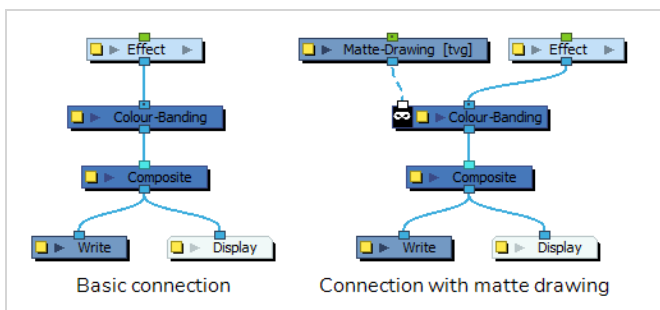 Effect
Colour-Banding
Composite
Write
Display
Basic connection
Matte-Drawing [tvg]
Effect
Colour-Banding
Composite
Write
Display
Connection with matte drawing